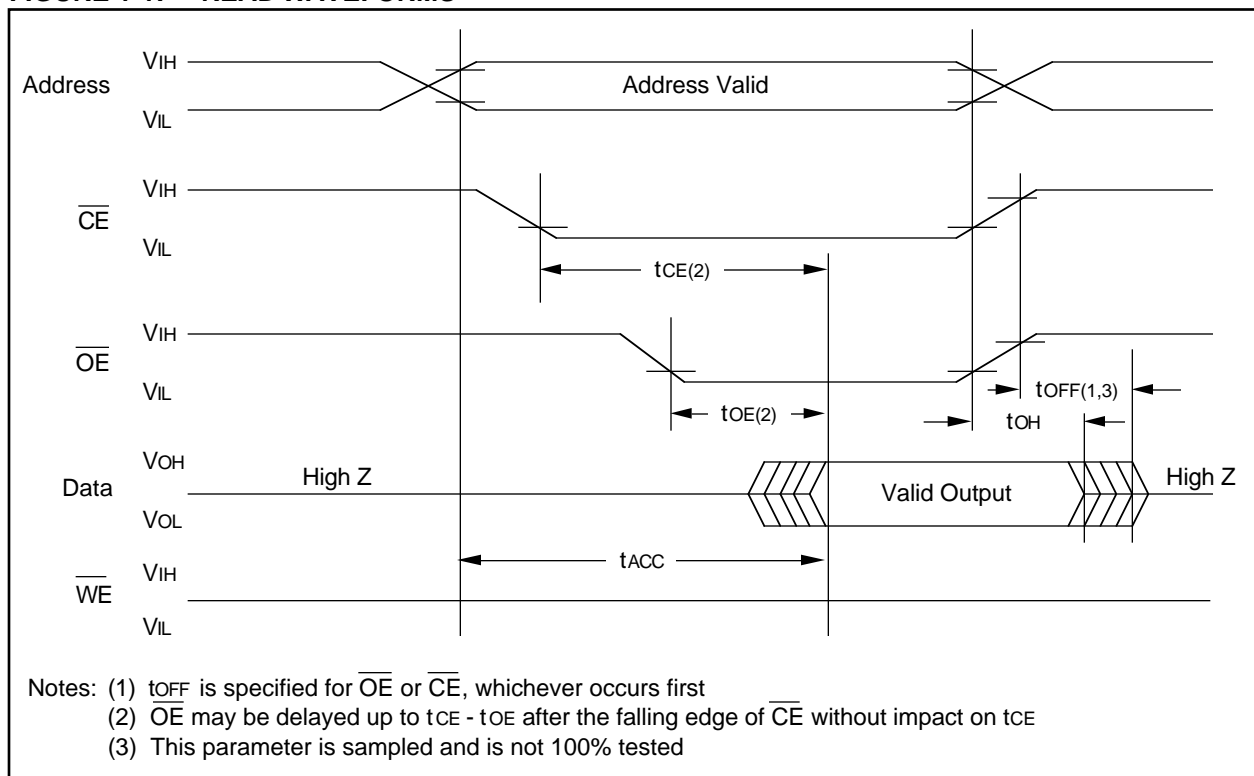 Address
VIH
VIL
Address Valid
CE
VIH
VIL
tCE(2)
OE
VIH
VIL
tOE(2)
tOFF(1,3)
tOH
Data
VOH
VOL
High Z
Valid Output
High Z
tACC
WE
VIH
VIL
Notes: (1) tOFF is specified for OE or CE, whichever occurs first
(2) OE may be delayed up to tCE - tOE after the falling edge of CE without impact on tCE
(3) This parameter is sampled and is not 100% tested